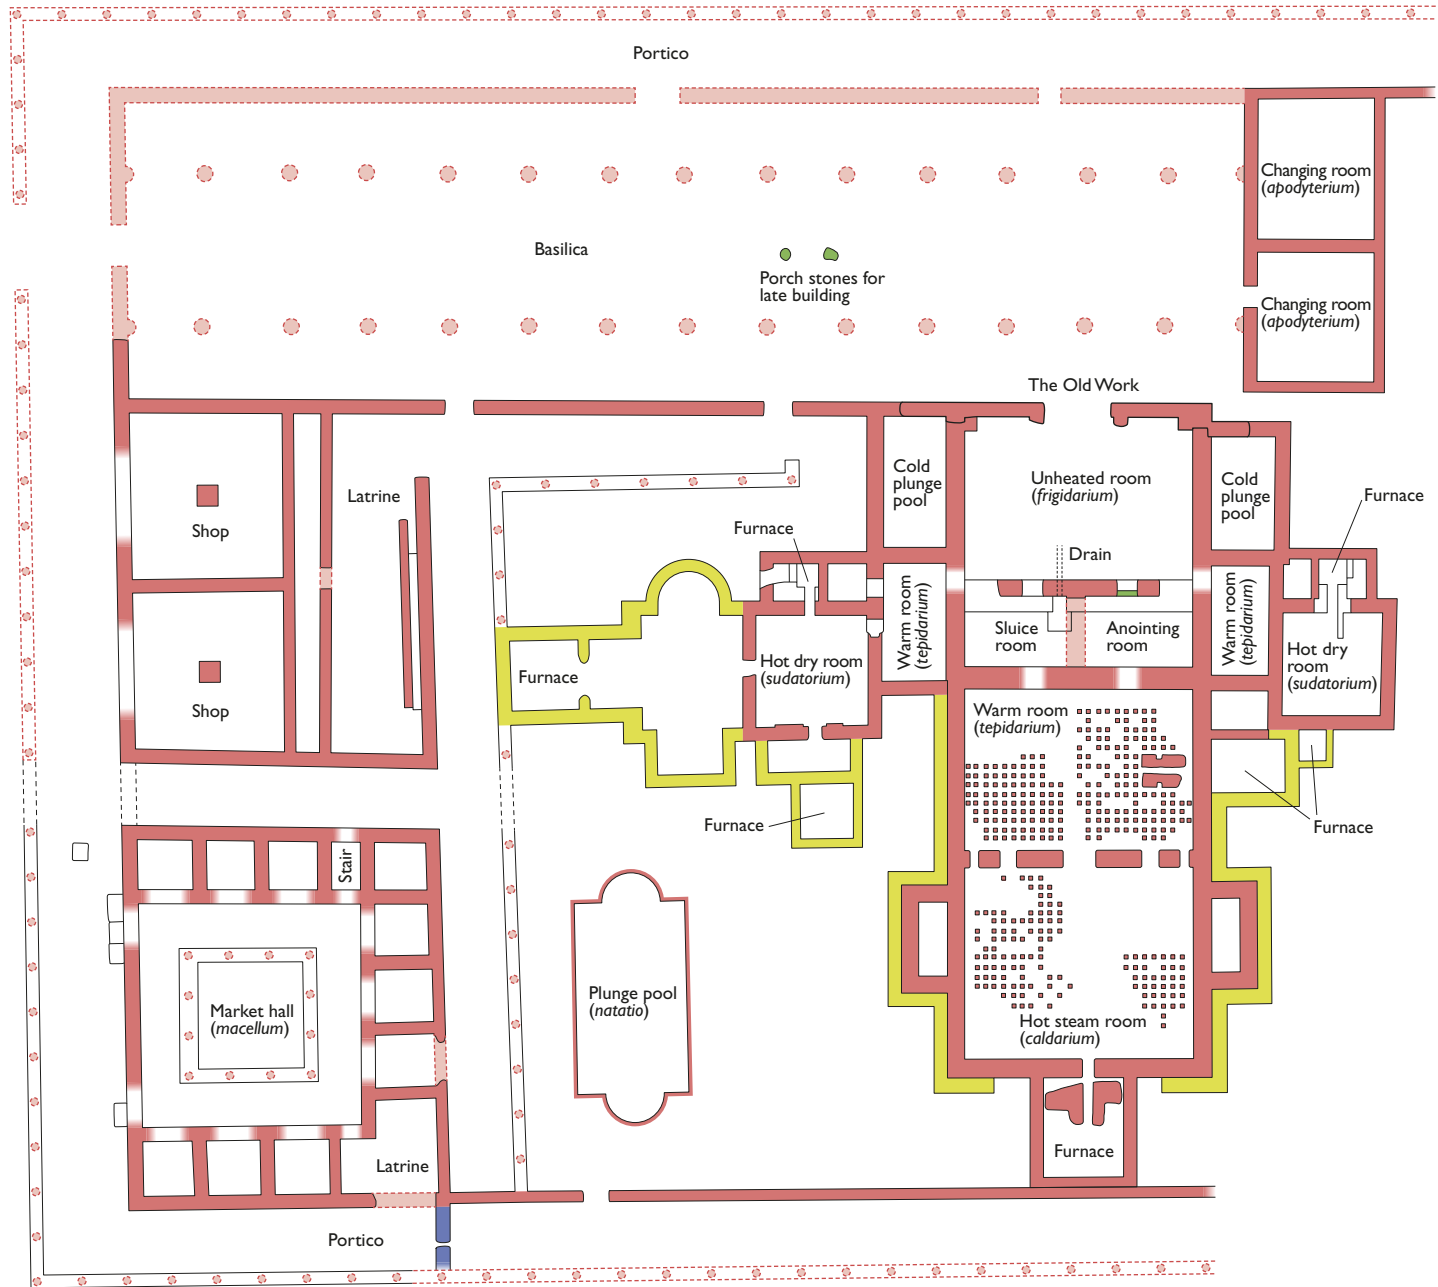 Portico
Changing room
(apodyterium)
Basilica
Porch stones for
late building
Changing room
(apodyterium)
The Old Work
Cold
plunge
pool
Unheated room
(frigidarium)
Cold
plunge
pool
Latrine
Furnace
Shop
Furnace
Drain
Warm room
(tepidarium)
Warm room
(tepidarium)
Sluice
room
Anointing
room
Hot dry room
(sudatorium)
Hot dry
room
(sudatorium)
Furnace
Shop
Warm room
(tepidarium)
Furnace
Furnace
Stair
Plunge pool
(natatio)
Market hall
(macellum)
Hot steam room
(caldarium)
Furnace
Latrine
Portico